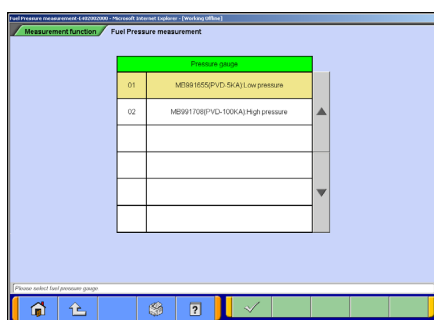 Fuel Pressure measurement-E402002000 - Microsoft Internet Explorer - [Working Offline]
Measurement function Fuel Pressure measurement
Pressure gauge
01 MB991655(PVD-5KA):Low pressure
02 MB991708(PVD-100KA):High pressure
Please select fuel pressure gauge
?